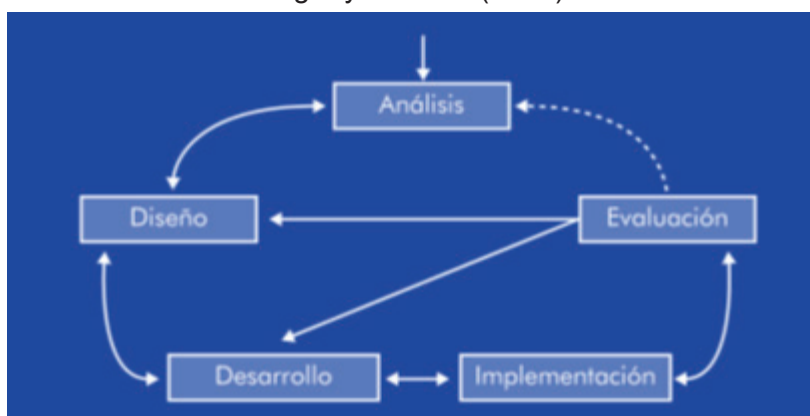 Análisis
Diseño
Evaluación
Desarrollo
Implementación